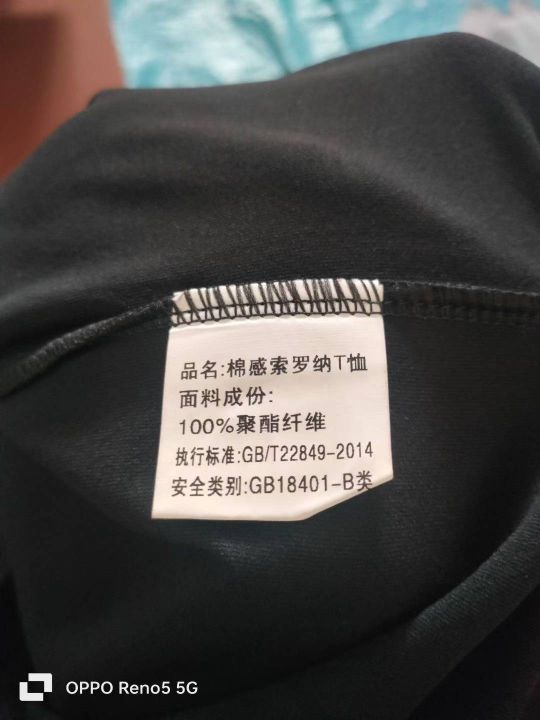 品名:棉感索罗纳T恤
面料成份:
100%聚酯纤维
执行标准:GB/T22849-2014
安全类别:GB18401-B类
OPPO Reno5 5G